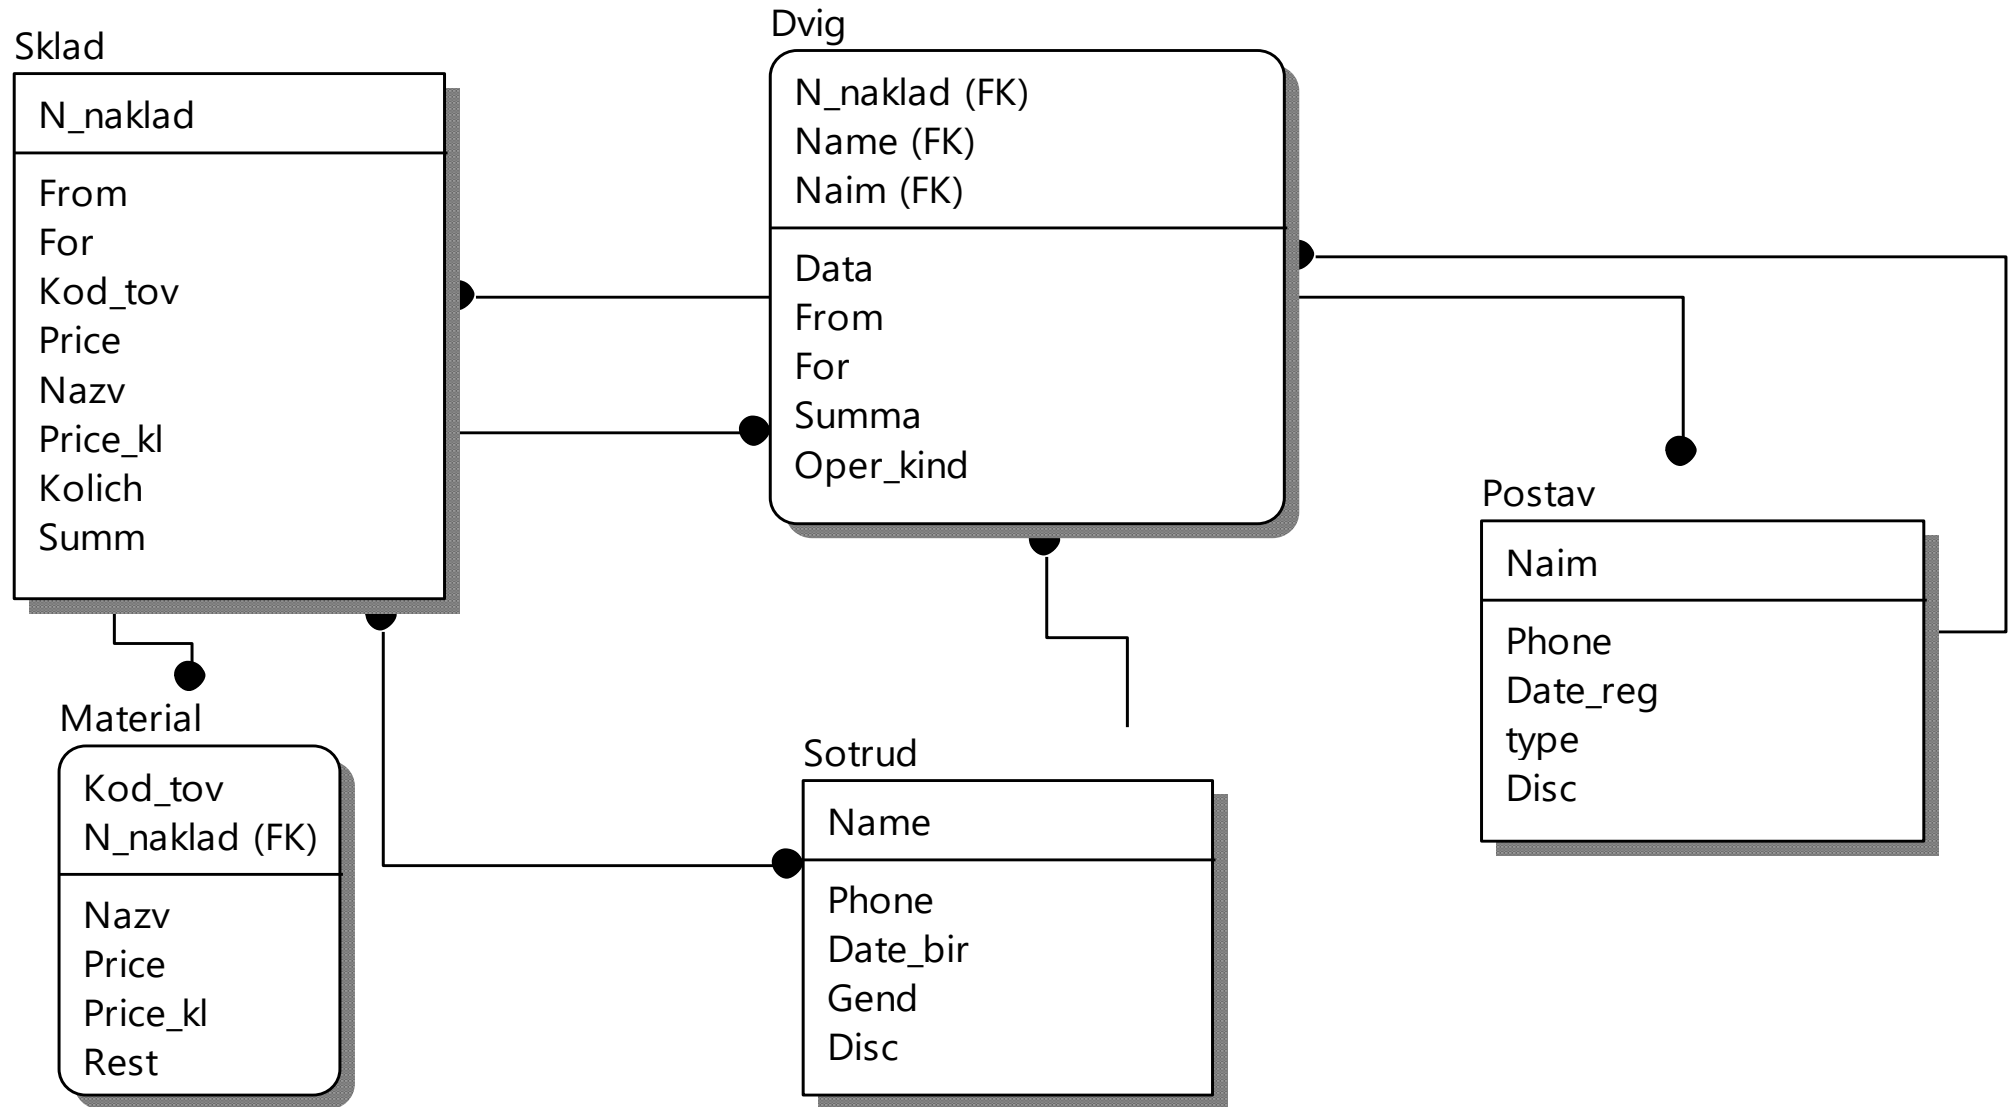 Sklad
N_naklad
From
For
Kod_tov
Price
Nazv
Price_kl
Kolich
Summ
Dvig
N_naklad (FK)
Name (FK)
Naim (FK)
Data
From
For
Summa
Oper_kind
Postav
Naim
Phone
Date_reg
type
Disc
Material
Kod_tov
N_naklad (FK)
Nazv
Price
Price_kl
Rest
Sotrud
Name
Phone
Date_bir
Gend
Disc